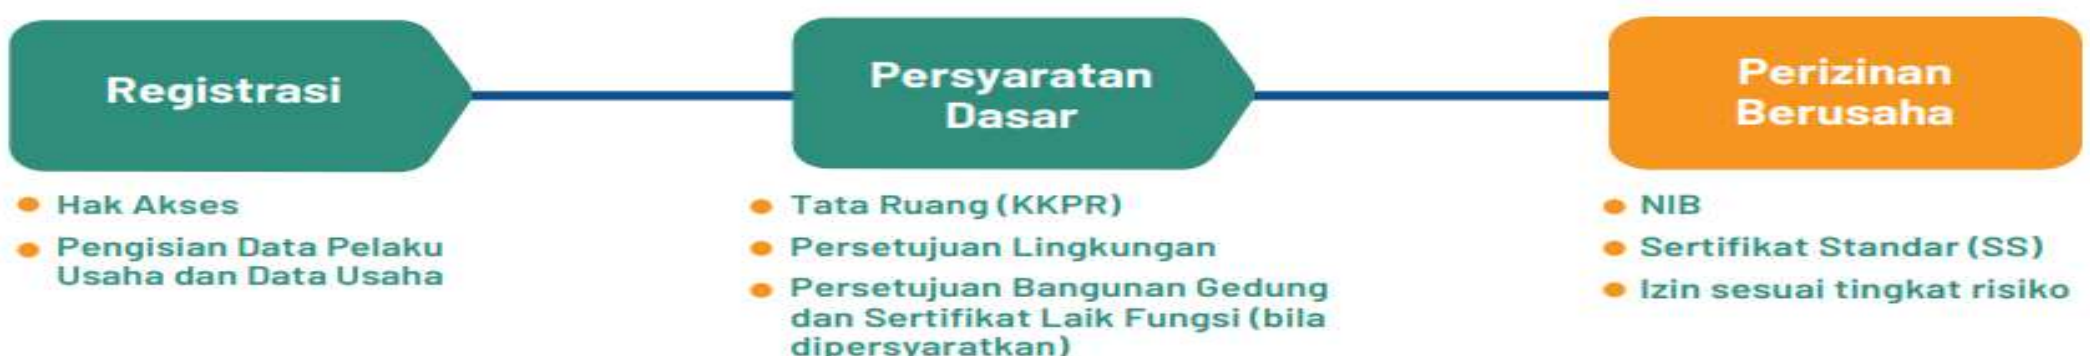 Registrasi
Hak Akses
Pengisian Data Pelaku
Usaha dan Data Usaha
Persyaratan
Dasar
Tata Ruang (KKPR)
Persetujuan Lingkungan
Persetujuan Bangunan Gedung
dan Sertifikat Laik Fungsi (bila
dipersyaratkan)
Perizinan
Berusaha
NIB
Sertifikat Standar (SS)
Izin sesuai tingkat risiko